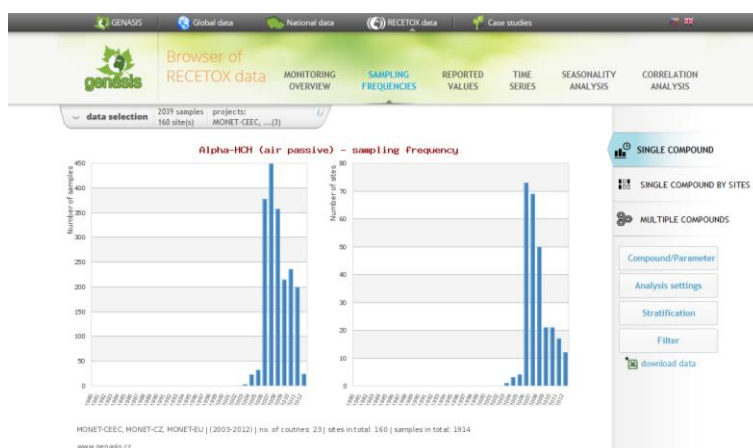 GENASIS Global data National data RECETOX data Case studies
genasis
Browser of
RECETOX data
MONITORING
OVERVIEW
SAMPLING
FREQUENCIES
REPORTED
VALUES
TIME
SERIES
SEASONALITY
ANALYSIS
CORRELATION
ANALYSIS
data selection
2039 samples
160 site(s)
projects:
MONET-CEEC, ....(3)
Alpha-HCH (air passive) - sampling frequency
Number of samples
450
400
350
300
250
200
150
100
50
0
Number of sites
80
70
60
50
40
30
20
10
0
SINGLE COMPOUND
SINGLE COMPOUND BY SITES
MULTIPLE COMPOUNDS
Compound/Parameter
Analysis settings
Stratification
Filter
download data
MONET-CEEC, MONET-CZ, MONET-EU | (2003-2012) | no. of coutnes: 23 | sites in total: 160 | samples in total: 1914
www.genasis.cz